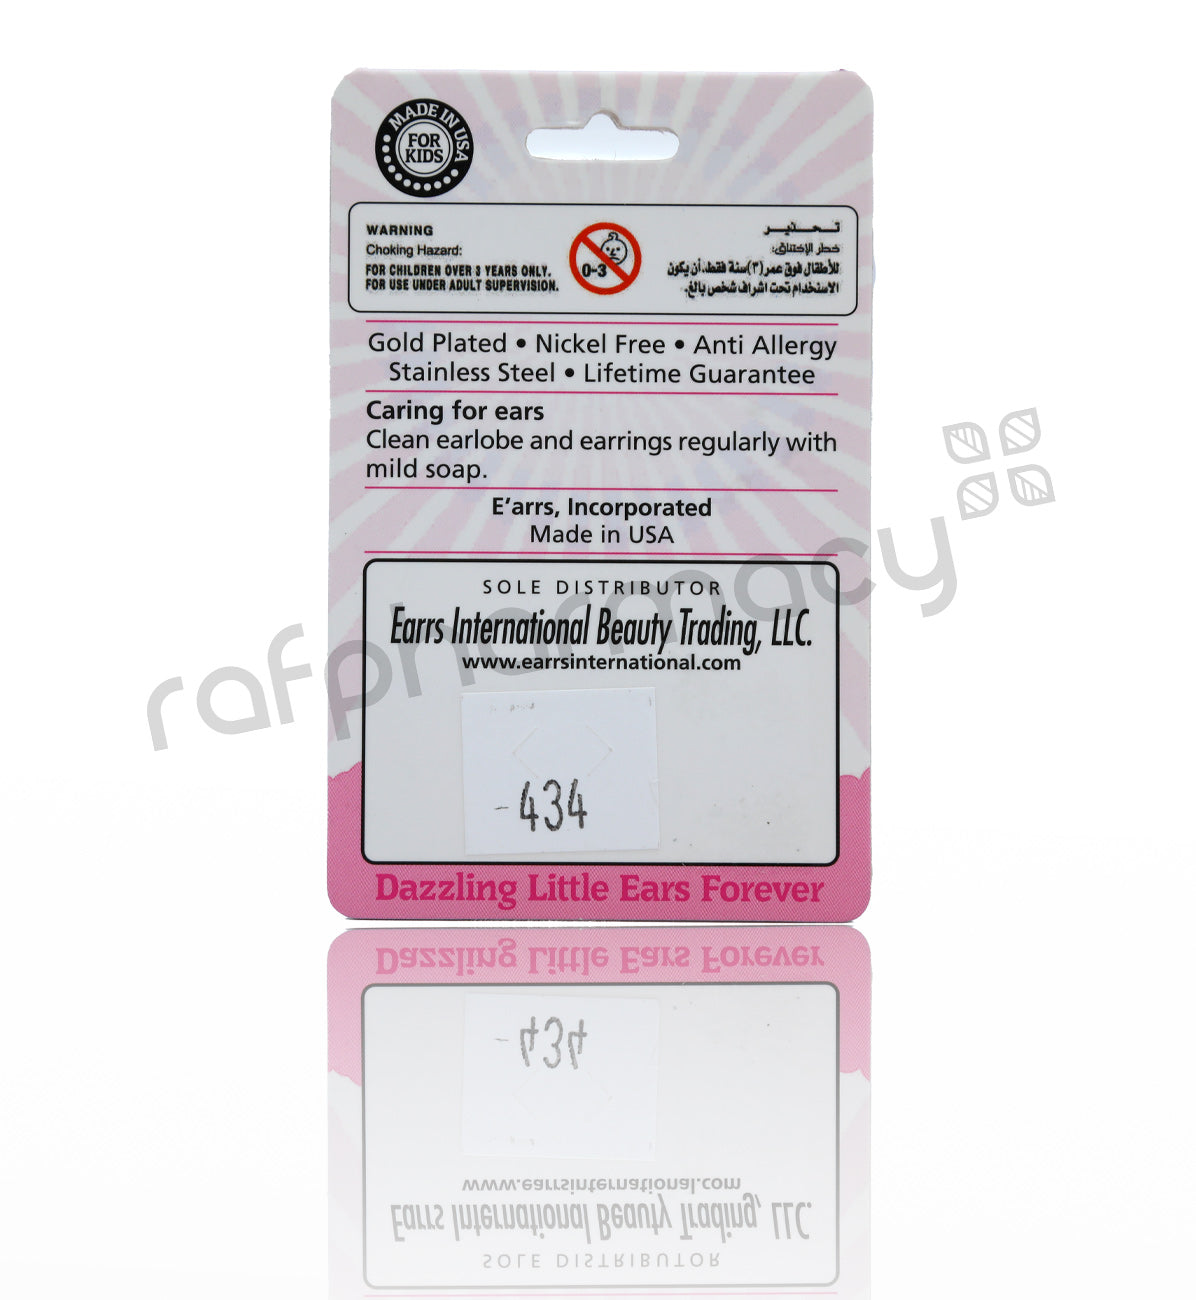 MADE IN USA
FOR
KIDS
WARNING
Choking Hazard:
FOR CHILDREN OVER 3 YEARS ONLY.
FOR USE UNDER ADULT SUPERVISION.
0-3
تحذير
خطر الإختناق:
للأطفال فوق عمر (٣) سنة فقط. أن يكون
الاستخدام تحت اشراف شخص بالغ.
Gold Plated • Nickel Free • Anti Allergy
Stainless Steel • Lifetime Guarantee
Caring for ears
Clean earlobe and earrings regularly with
mild soap.
E'arrs, Incorporated
Made in USA
SOLE DISTRIBUTOR
Earrs International Beauty Trading, LLC.
www.earrsinternational.com
-434
Dazzling Little Ears Forever
rafpharmacy